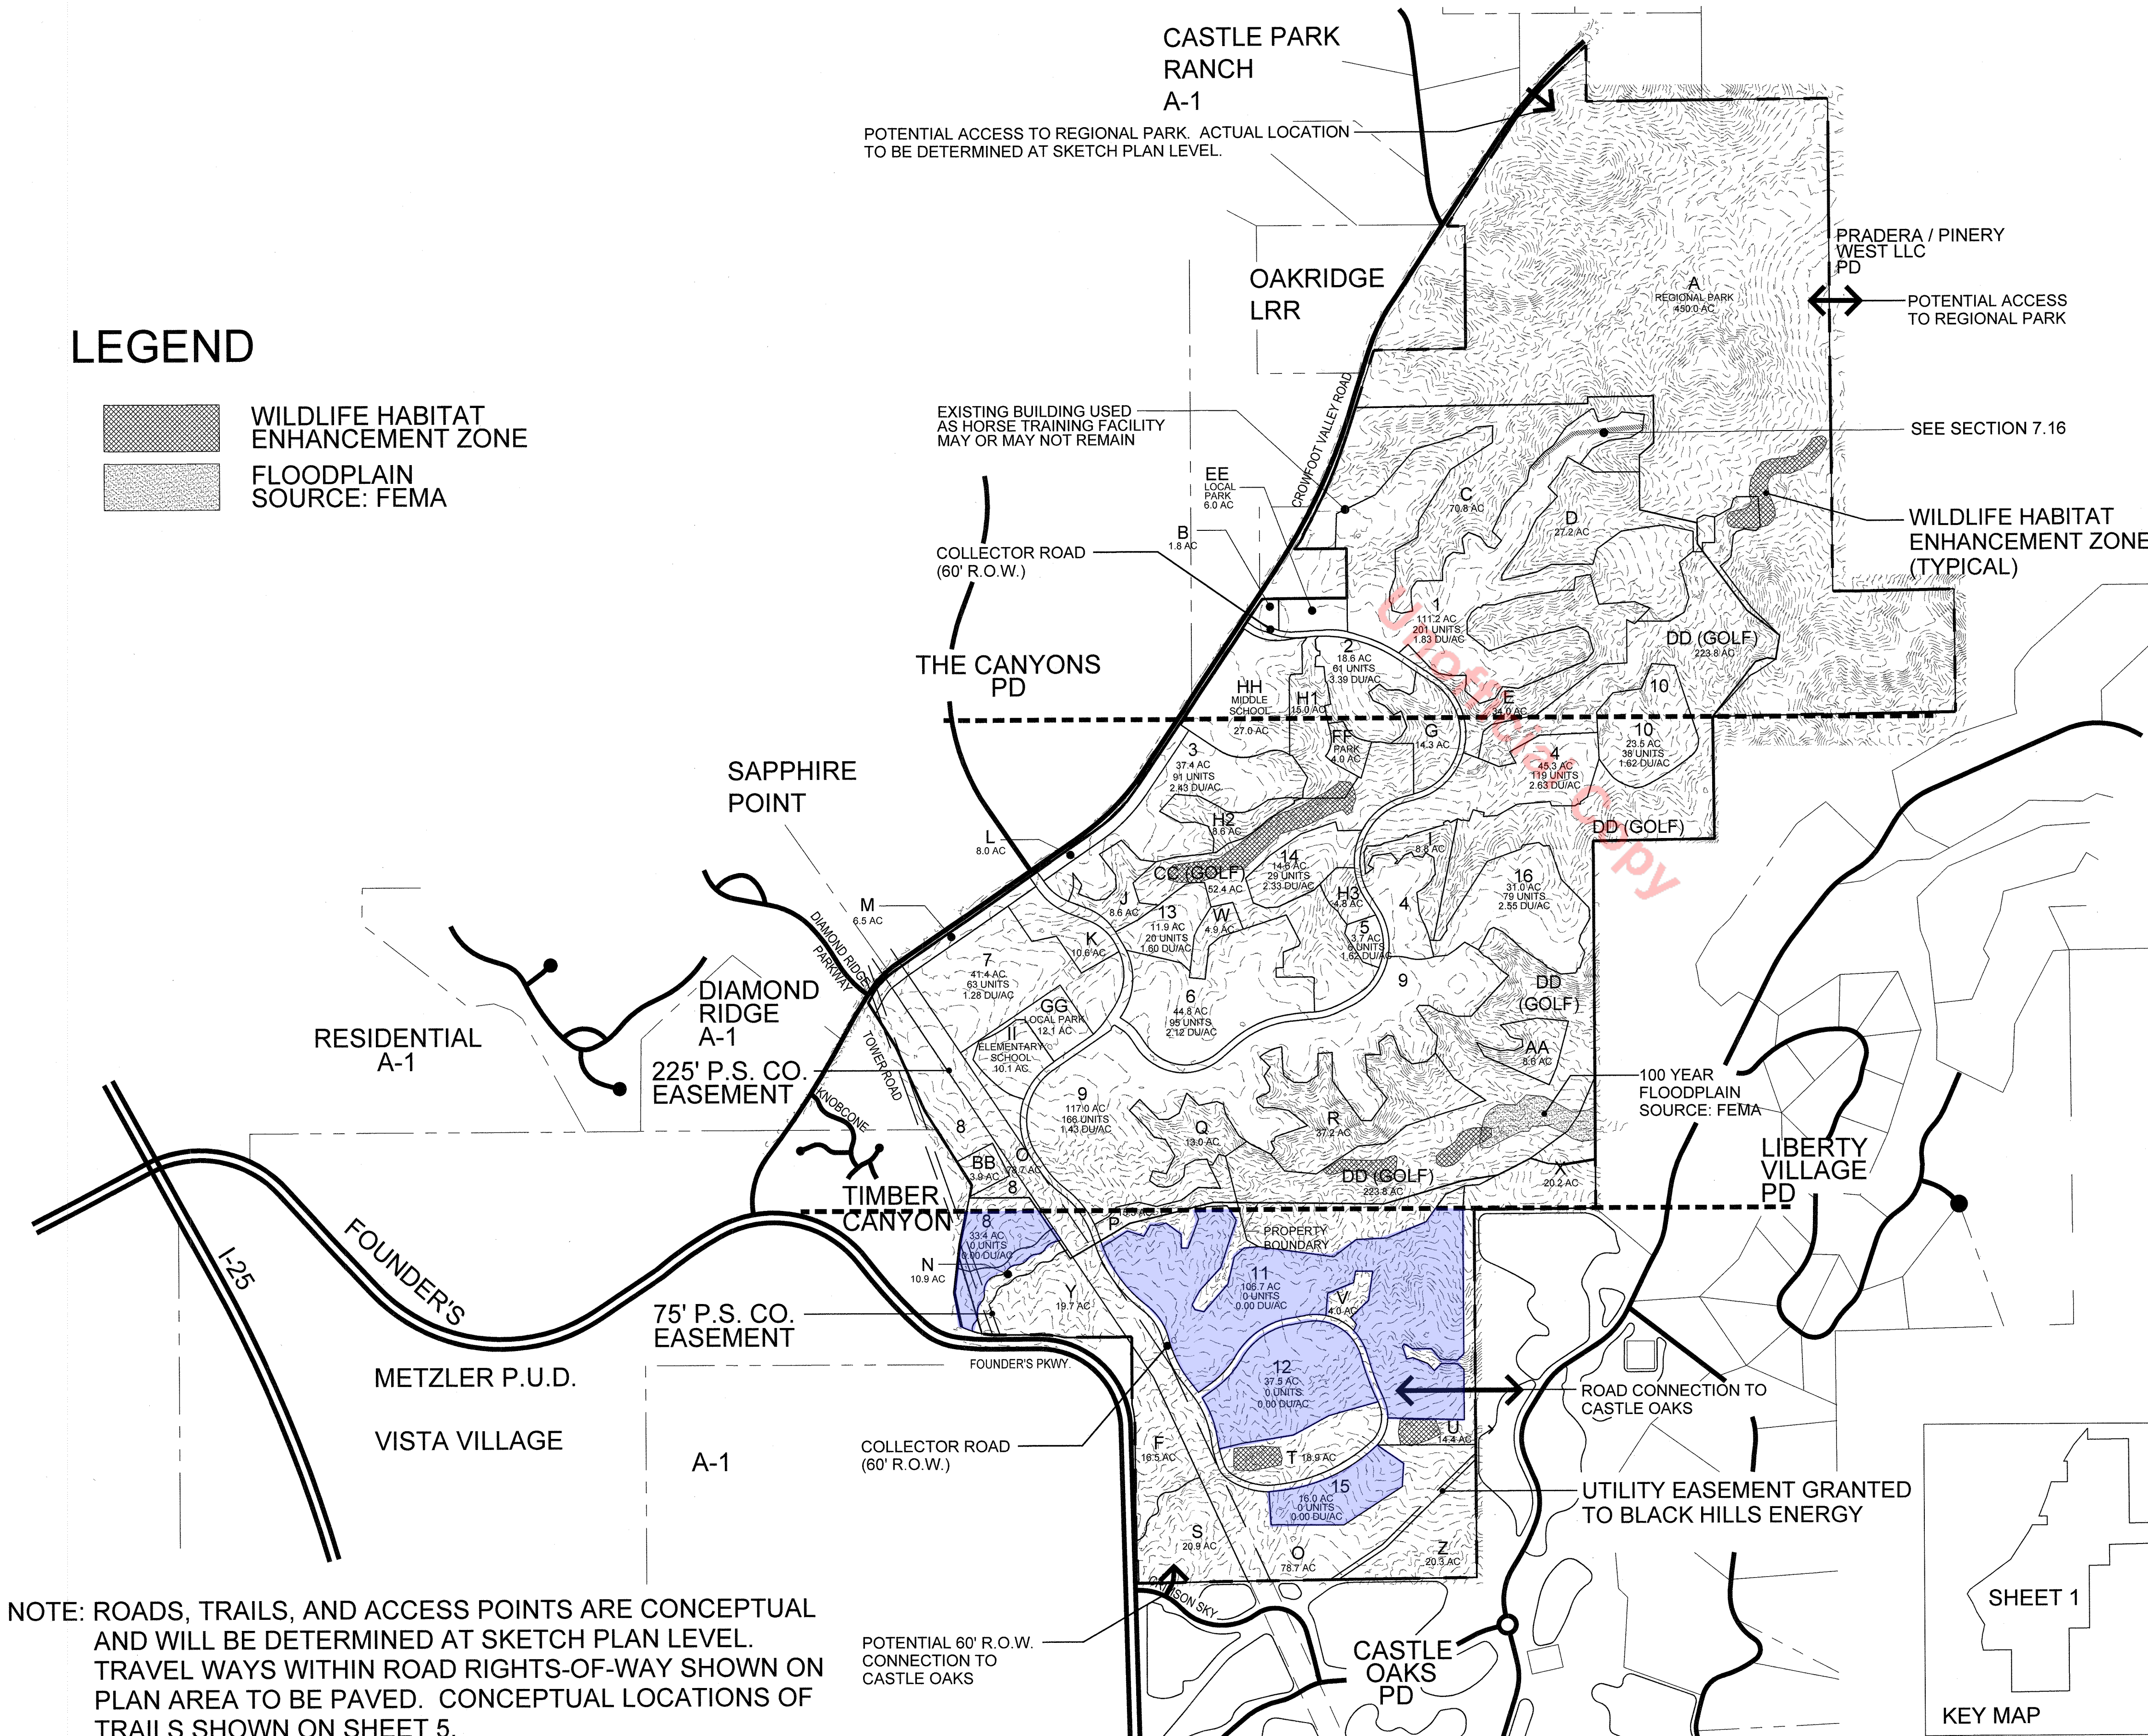 CASTLE PARK
RANCH
A-1
POTENTIAL ACCESS TO REGIONAL PARK. ACTUAL LOCATION
TO BE DETERMINED AT SKETCH PLAN LEVEL.
PRADERA / PINERY
WEST LLC
PD
OAKRIDGE
LRR
A
REGIONAL PARK
450.0 AC
POTENTIAL ACCESS
TO REGIONAL PARK
LEGEND
WILDLIFE HABITAT
ENHANCEMENT ZONE
FLOODPLAIN
SOURCE: FEMA
CROWFOOT VALLEY ROAD
EXISTING BUILDING USED
AS HORSE TRAINING FACILITY
MAY OR MAY NOT REMAIN
SEE SECTION 7.16
EE
LOCAL
PARK
6.0 AC
C
70.8 AC
D
27.2 AC
WILDLIFE HABITAT
ENHANCEMENT ZONE
(TYPICAL)
B
1.8 AC
COLLECTOR ROAD
(60' R.O.W.)
1
111.2 AC
201 UNITS
1.83 DU/AC
Unofficial Copy
DD (GOLF)
223.8 AC
2
18.6 AC
61 UNITS
3.39 DU/AC
THE CANYONS
PD
HH
MIDDLE
SCHOOL
27.0 AC
H1
15.0 AC
E
34.0 AC
10
FF
PARK
4.0 AC
G
14.3 AC
10
23.5 AC
38 UNITS
1.62 DU/AC
3
37.4 AC
91 UNITS
2.43 DU/AC
4
45.3 AC
119 UNITS
2.63 DU/AC
SAPPHIRE
POINT
H2
8.6 AC
DD (GOLF)
L
8.0 AC
I
8.8 AC
14
14.6 AC
29 UNITS
2.33 DU/AC
CC (GOLF)
52.4 AC
16
31.0 AC
79 UNITS
2.55 DU/AC
J
8.6 AC
H3
4.8 AC
4
M
6.5 AC
13
11.9 AC
20 UNITS
1.60 DU/AC
W
4.9 AC
5
3.7 AC
6 UNITS
1.62 DU/AC
K
10.6 AC
DIAMOND RIDGE
PARKWAY
7
41.4 AC
63 UNITS
1.28 DU/AC
9
DD
(GOLF)
DIAMOND
RIDGE
A-1
6
44.8 AC
95 UNITS
2.12 DU/AC
GG
LOCAL PARK
12.1 AC
RESIDENTIAL
A-1
II
ELEMENTARY
SCHOOL
10.1 AC
TOWER ROAD
AA
8.6 AC
225' P.S. CO.
EASEMENT
100 YEAR
FLOODPLAIN
SOURCE: FEMA
KNOBCONE
9
117.0 AC
166 UNITS
1.43 DU/AC
8
Q
13.0 AC
R
37.2 AC
LIBERTY
VILLAGE
PD
BB
3.9 AC
O
78.7 AC
DD (GOLF)
223.8 AC
X
20.2 AC
8
TIMBER
CANYON
P
8
33.4 AC
0 UNITS
0.00 DU/AC
PROPERTY
BOUNDARY
FOUNDER'S
I-25
N
10.9 AC
11
106.7 AC
0 UNITS
0.00 DU/AC
Y
19.7 AC
V
4.0 AC
75' P.S. CO.
EASEMENT
FOUNDER'S PKWY.
METZLER P.U.D.
12
37.5 AC
0 UNITS
0.00 DU/AC
ROAD CONNECTION TO
CASTLE OAKS
VISTA VILLAGE
A-1
COLLECTOR ROAD
(60' R.O.W.)
F
16.5 AC
U
14.4 AC
T 18.9 AC
15
16.0 AC
0 UNITS
0.00 DU/AC
UTILITY EASEMENT GRANTED
TO BLACK HILLS ENERGY
S
20.9 AC
O
78.7 AC
Z
20.3 AC
CRIMSON SKY
SHEET 1
KEY MAP
NOTE: ROADS, TRAILS, AND ACCESS POINTS ARE CONCEPTUAL
AND WILL BE DETERMINED AT SKETCH PLAN LEVEL.
TRAVEL WAYS WITHIN ROAD RIGHTS-OF-WAY SHOWN ON
PLAN AREA TO BE PAVED. CONCEPTUAL LOCATIONS OF
TRAILS SHOWN ON SHEET 5.
POTENTIAL 60' R.O.W.
CONNECTION TO
CASTLE OAKS
CASTLE
OAKS
PD